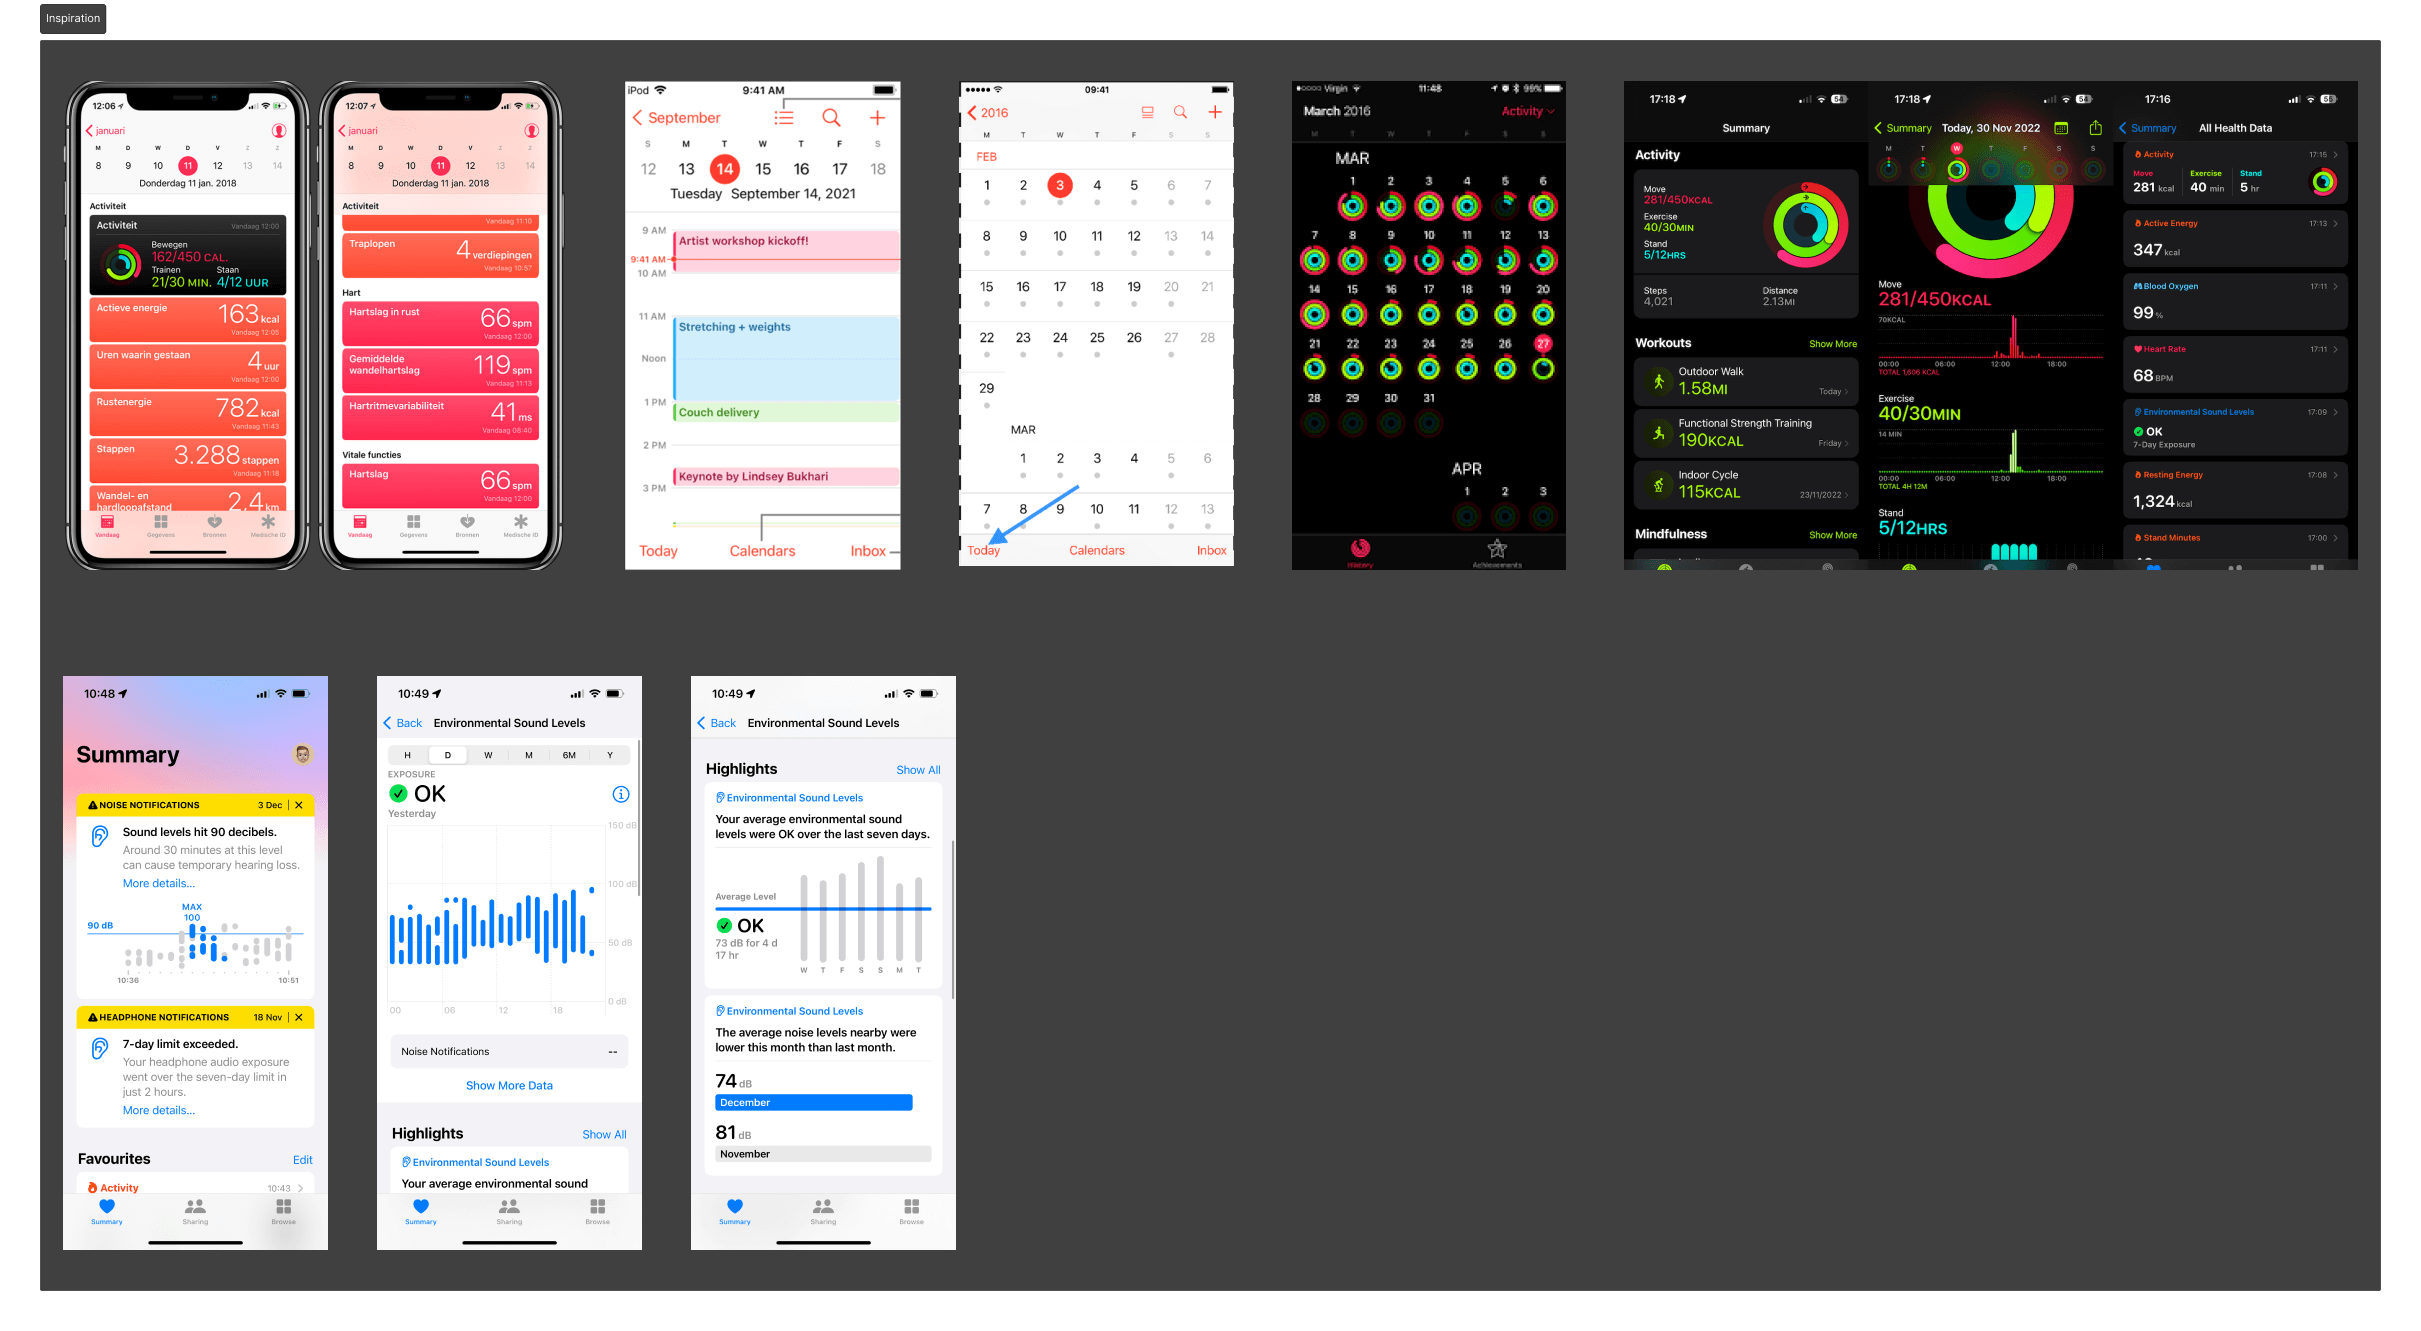 Inspiration
12:06
januari
M D W D V Z Z
8 9 10 11 12 13 14
Donderdag 11 jan. 2018
Activiteit
Activiteit Vandaag 12:00
Bewegen
162/450 CAL.
Trainen Staan
21/30 MIN. 4/12 UUR
Actieve energie 163 kcal
Vandaag 12:05
Uren waarin gestaan 4 uur
Vandaag 12:00
Rustenergie 782 kcal
Vandaag 11:43
Stappen 3.288 stappen
Vandaag 11:18
Wandel- en
hardloopafstand 2,4 km
Vandaag Gegevens Bronnen Medische ID
12:07
januari
M D W D V Z Z
8 9 10 11 12 13 14
Donderdag 11 jan. 2018
Activiteit
Vandaag 11:10
Traplopen 4 verdiepingen
Vandaag 10:57
Hart
Hartslag in rust 66 spm
Vandaag 12:00
Gemiddelde
wandelhartslag 119 spm
Vandaag 11:13
Hartritmevariabiliteit 41 ms
Vandaag 08:40
Vitale functies
Hartslag 66 spm
Vandaag 12:00
Vandaag Gegevens Bronnen Medische ID
iPod 9:41 AM
September
S M T W T F S
12 13 14 15 16 17 18
Tuesday September 14, 2021
9 AM
Artist workshop kickoff!
9:41 AM
10 AM
11 AM
Stretching + weights
Noon
1 PM
Couch delivery
2 PM
Keynote by Lindsey Bukhari
3 PM
Today Calendars Inbox
09:41
2016
M T W T F S S
FEB
1 2 3 4 5 6 7
8 9 10 11 12 13 14
15 16 17 18 19 20 21
22 23 24 25 26 27 28
29
MAR
1 2 3 4 5 6
7 8 9 10 11 12 13
Today Calendars Inbox
Virgin 11:48 99%
March 2016 Activity
M T W T F S S
MAR
1 2 3 4 5 6
7 8 9 10 11 12 13
14 15 16 17 18 19 20
21 22 23 24 25 26 27
28 29 30 31
APR
1 2 3
History Achievements
17:18 54
Summary
Activity
Move
281/450KCAL
Exercise
40/30MIN
Stand
5/12HRS
Steps Distance
4,021 2.13MI
Workouts Show More
Outdoor Walk
1.58MI Today
Functional Strength Training
190KCAL Friday
Indoor Cycle
115KCAL 23/11/2022
Mindfulness Show More
17:18 54
Summary Today, 30 Nov 2022
M T W T F S S
Move
281/450KCAL
70KCAL
00:00 06:00 12:00 18:00
TOTAL 1,606 KCAL
Exercise
40/30MIN
14 MIN
00:00 06:00 12:00 18:00
TOTAL 4H 12M
Stand
5/12HRS
17:16 55
Summary All Health Data
Activity 17:15
Move Exercise Stand
281 kcal 40 min 5 hr
Active Energy 17:13
347 kcal
Blood Oxygen 17:11
99 %
Heart Rate 17:11
68 BPM
Environmental Sound Levels 17:09
OK
7-Day Exposure
Resting Energy 17:08
1,324 kcal
Stand Minutes 17:00
10:48
Summary
NOISE NOTIFICATIONS 3 Dec
Sound levels hit 90 decibels.
Around 30 minutes at this level
can cause temporary hearing loss.
More details...
MAX
100
90 dB
10:36 10:51
HEADPHONE NOTIFICATIONS 18 Nov
7-day limit exceeded.
Your headphone audio exposure
went over the seven-day limit in
just 2 hours.
More details...
Favourites Edit
Activity 10:43
Summary Sharing Browse
10:49
Back Environmental Sound Levels
H D W M 6M Y
EXPOSURE
OK
Yesterday
150 dB
100 dB
50 dB
0 dB
00 06 12 18
Noise Notifications --
Show More Data
Highlights Show All
Environmental Sound Levels
Your average environmental sound
Summary Sharing Browse
10:49
Back Environmental Sound Levels
Highlights Show All
Environmental Sound Levels
Your average environmental sound
levels were OK over the last seven days.
Average Level
OK
73 dB for 4 d
17 hr
W T F S S M T
Environmental Sound Levels
The average noise levels nearby were
lower this month than last month.
74 dB
December
81 dB
November
Summary Sharing Browse